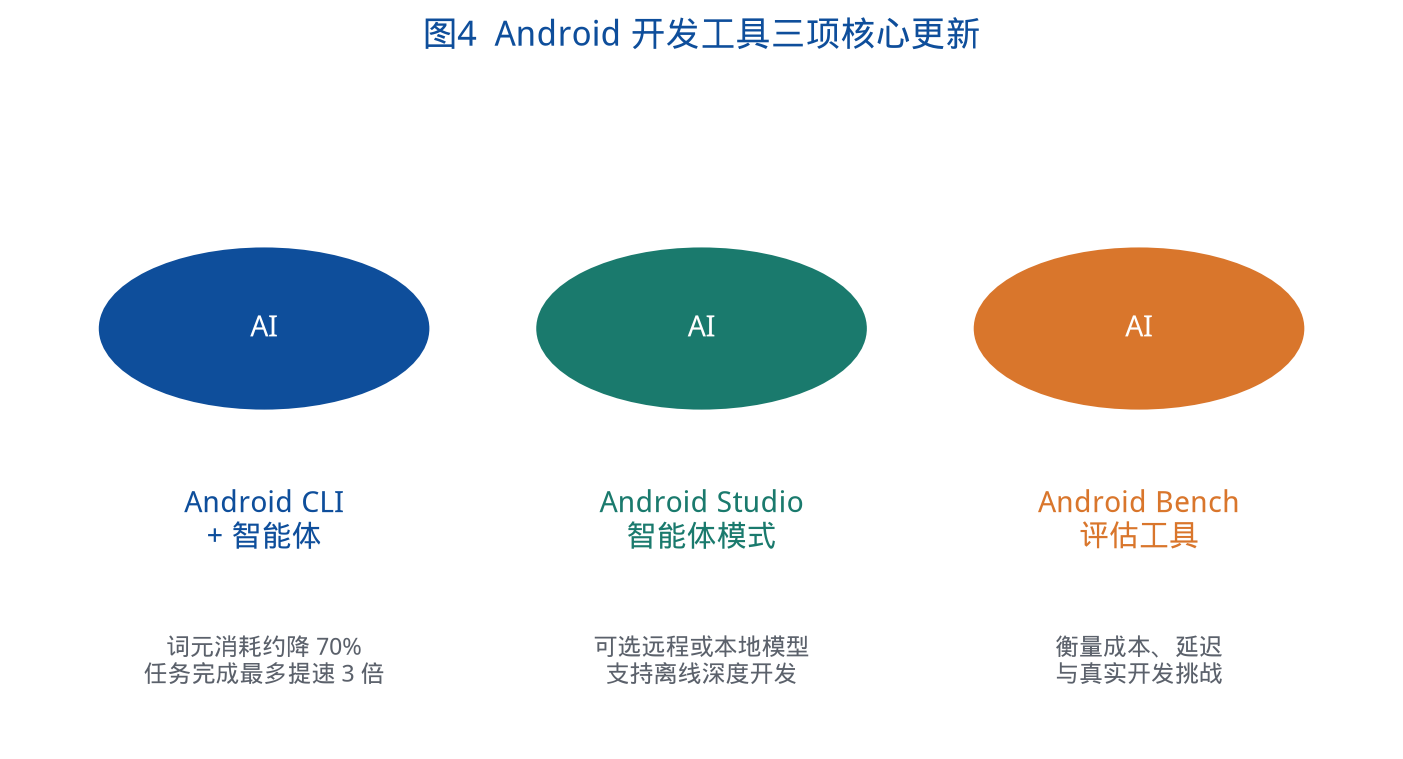 图4 Android 开发工具三项核心更新
AI
AI
AI
Android CLI
+ 智能体
Android Studio
智能体模式
Android Bench
评估工具
词元消耗约降 70%
任务完成最多提速 3 倍
可选远程或本地模型
支持离线深度开发
衡量成本、延迟
与真实开发挑战